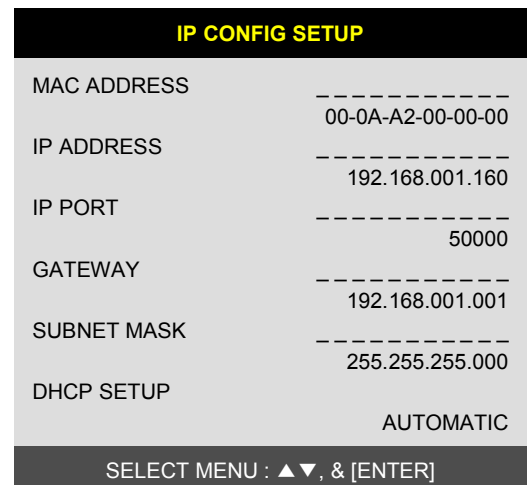 IP CONFIG SETUP
MAC ADDRESS
_ _ _ _ _ _ _ _ _ _ _
00-0A-A2-00-00-00
IP ADDRESS
_ _ _ _ _ _ _ _ _ _ _
192.168.001.160
IP PORT
_ _ _ _ _ _ _ _ _ _ _
50000
GATEWAY
_ _ _ _ _ _ _ _ _ _ _
192.168.001.001
SUBNET MASK
_ _ _ _ _ _ _ _ _ _ _
255.255.255.000
DHCP SETUP
AUTOMATIC
SELECT MENU : ▲▼, & [ENTER]